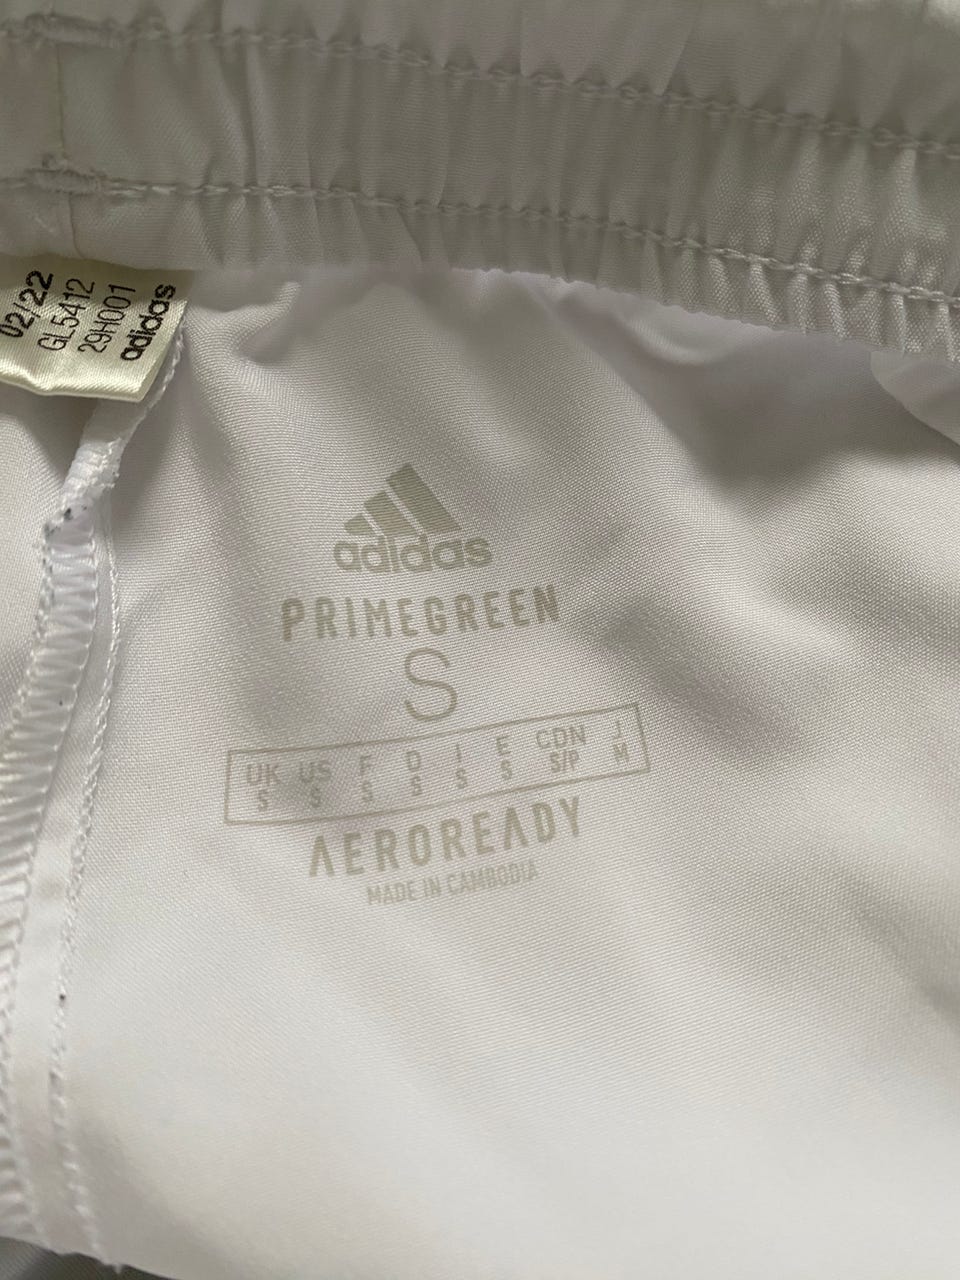 02/22
GL5412
29H001
adidas
adidas
PRIMEGREEN
S
UK US F D I E CDN J
S S S S S S S/P M
AEROREADY
MADE IN CAMBODIA